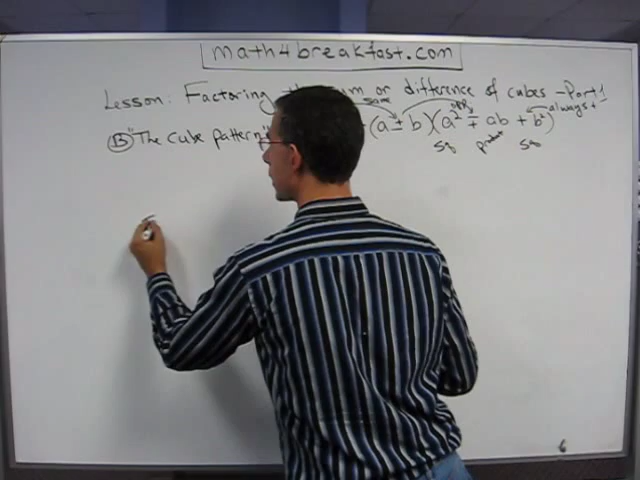 math4breakfast.com
Lesson: Factoring the sum or difference of cubes - Part 1
same opp always +
B "The cube pattern" (a ± b)(a² ∓ ab + b²)
sq product sq
6